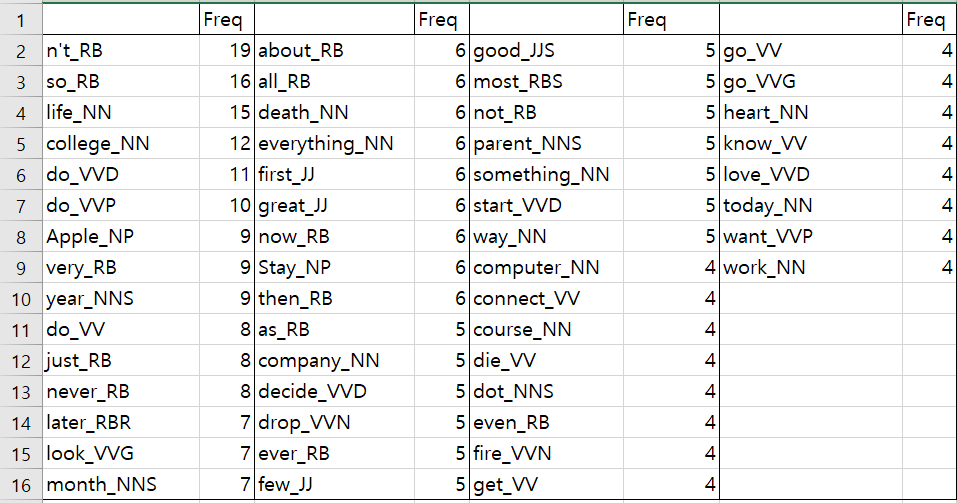 1 Freq Freq Freq Freq
2 n't_RB 19 about_RB 6 good_JJS 5 go_VV 4
3 so_RB 16 all_RB 6 most_RBS 5 go_VVG 4
4 life_NN 15 death_NN 6 not_RB 5 heart_NN 4
5 college_NN 12 everything_NN 6 parent_NNS 5 know_VV 4
6 do_VVD 11 first_JJ 6 something_NN 5 love_VVD 4
7 do_VVP 10 great_JJ 6 start_VVD 5 today_NN 4
8 Apple_NP 9 now_RB 6 way_NN 5 want_VVP 4
9 very_RB 9 Stay_NP 6 computer_NN 4 work_NN 4
10 year_NNS 9 then_RB 6 connect_VV 4
11 do_VV 8 as_RB 5 course_NN 4
12 just_RB 8 company_NN 5 die_VV 4
13 never_RB 8 decide_VVD 5 dot_NNS 4
14 later_RBR 7 drop_VVN 5 even_RB 4
15 look_VVG 7 ever_RB 5 fire_VVN 4
16 month_NNS 7 few_JJ 5 get_VV 4